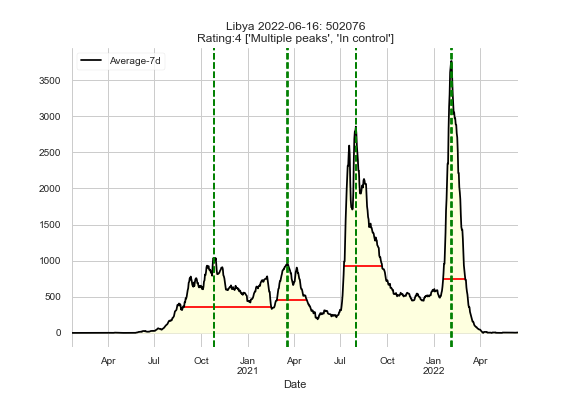 Libya 2022-06-16: 502076
Rating:4 ['Multiple peaks', 'In control']
Average-7d
3500
3000
2500
2000
1500
1000
500
0
Apr Jul Oct Jan Apr Jul Oct Jan Apr
2021 2022
Date